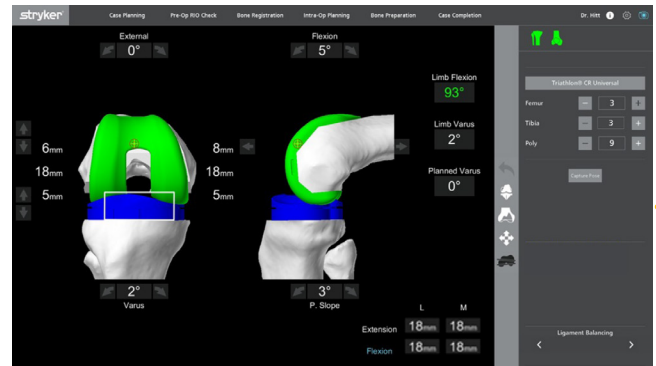 stryker
Case Planning
Pre-Op RIO Check
Bone Registration
Intra-Op Planning
Bone Preparation
Case Completion
Dr. Hitt
External
0°
Flexion
5°
Limb Flexion
93°
Limb Varus
2°
Planned Varus
0°
6mm
18mm
5mm
8mm
18mm
5mm
2°
Varus
3°
P. Slope
L M
Extension 18mm 18mm
Flexion 18mm 18mm
Triathlon® CR Universal
Femur − 3 +
Tibia − 3 +
Poly − 9 +
Capture Pose
Ligament Balancing
< >